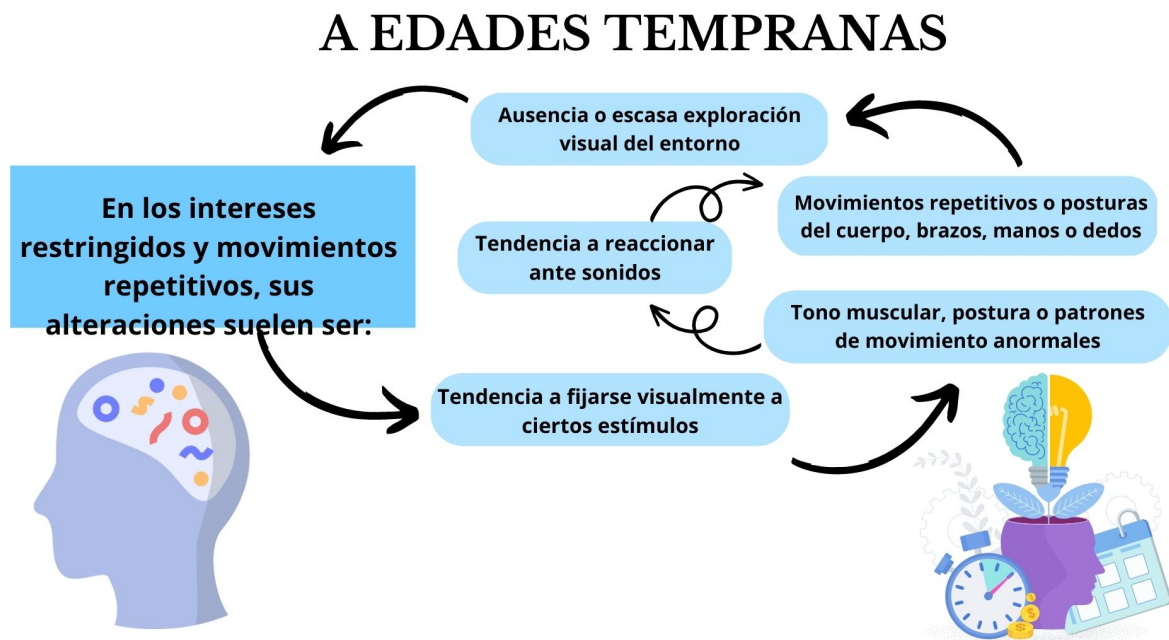 A EDADES TEMPRANAS
Ausencia o escasa exploración
visual del entorno
En los intereses
restringidos y movimientos
repetitivos, sus
alteraciones suelen ser:
Movimientos repetitivos o posturas
del cuerpo, brazos, manos o dedos
Tendencia a reaccionar
ante sonidos
Tono muscular, postura o patrones
de movimiento anormales
Tendencia a fijarse visualmente a
ciertos estímulos